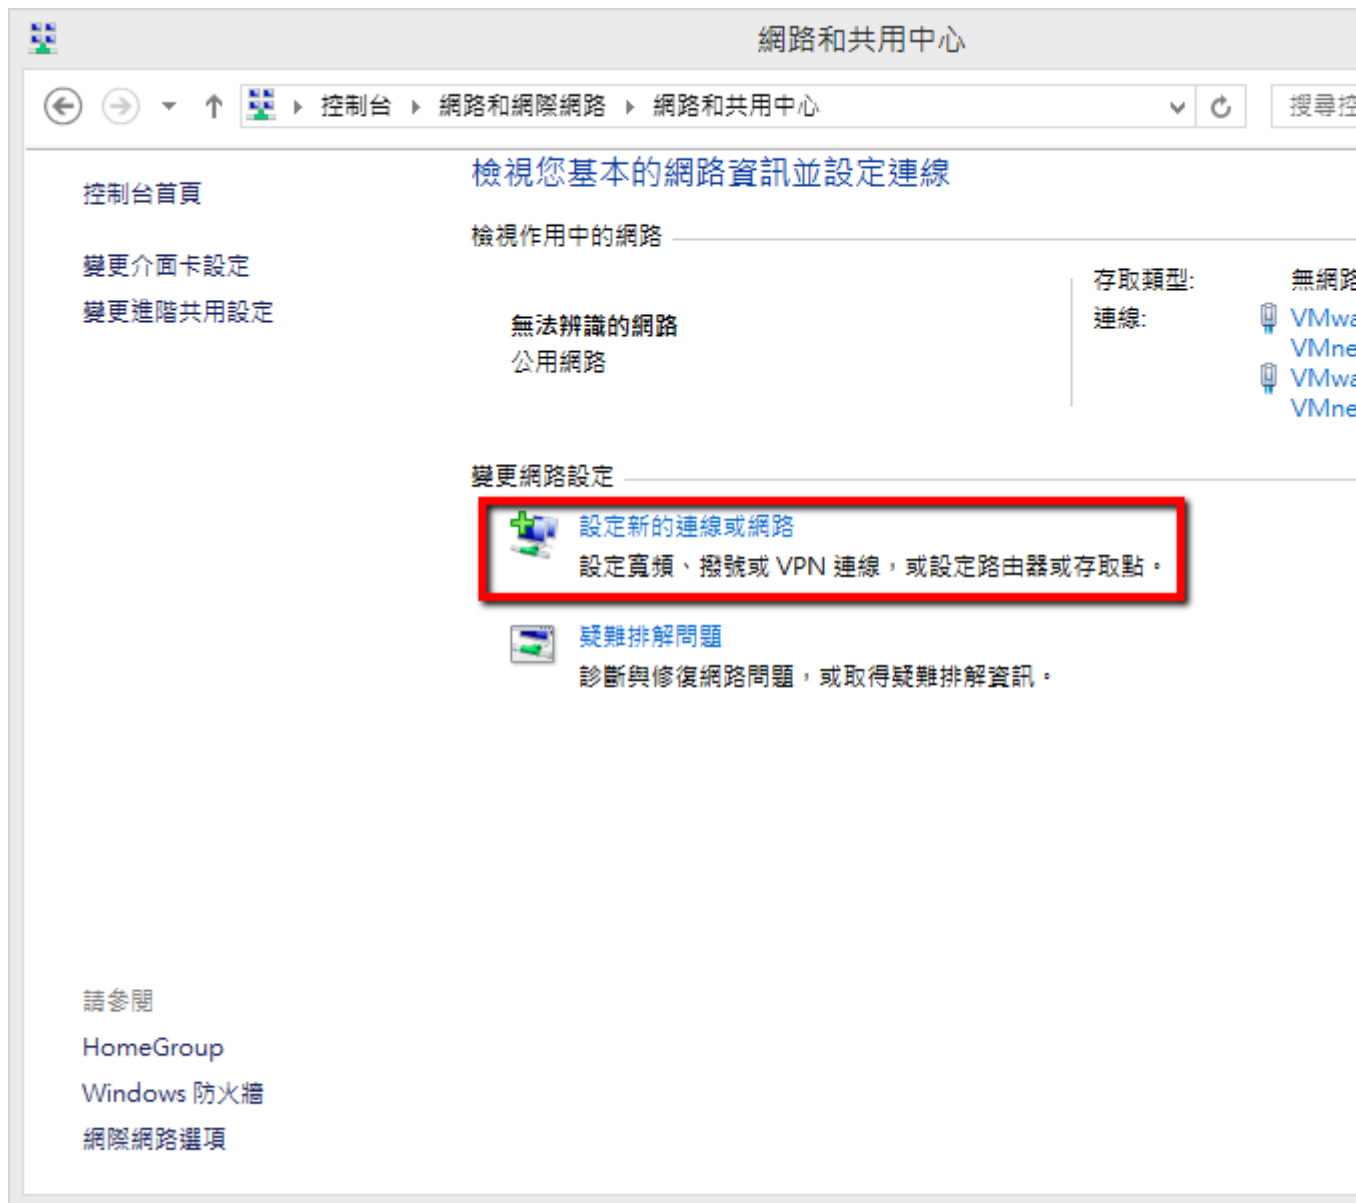 網路和共用中心
控制台 網路和網際網路 網路和共用中心
搜尋控
控制台首頁
變更介面卡設定
變更進階共用設定
檢視您基本的網路資訊並設定連線
檢視作用中的網路
無法辨識的網路
公用網路
存取類型: 無網路
連線: VMwa
VMne
VMwa
VMne
變更網路設定
設定新的連線或網路
設定寬頻、撥號或 VPN 連線，或設定路由器或存取點。
疑難排解問題
診斷與修復網路問題，或取得疑難排解資訊。
請參閱
HomeGroup
Windows 防火牆
網際網路選項